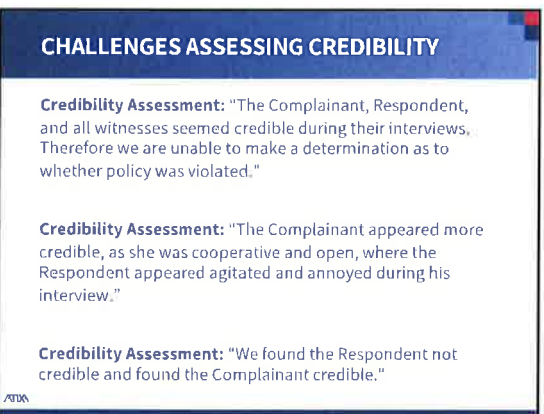 CHALLENGES ASSESSING CREDIBILITY
Credibility Assessment: "The Complainant, Respondent,
and all witnesses seemed credible during their interviews.
Therefore we are unable to make a determination as to
whether policy was violated."
Credibility Assessment: "The Complainant appeared more
credible, as she was cooperative and open, where the
Respondent appeared agitated and annoyed during his
interview."
Credibility Assessment: "We found the Respondent not
credible and found the Complainant credible."
ATIXA